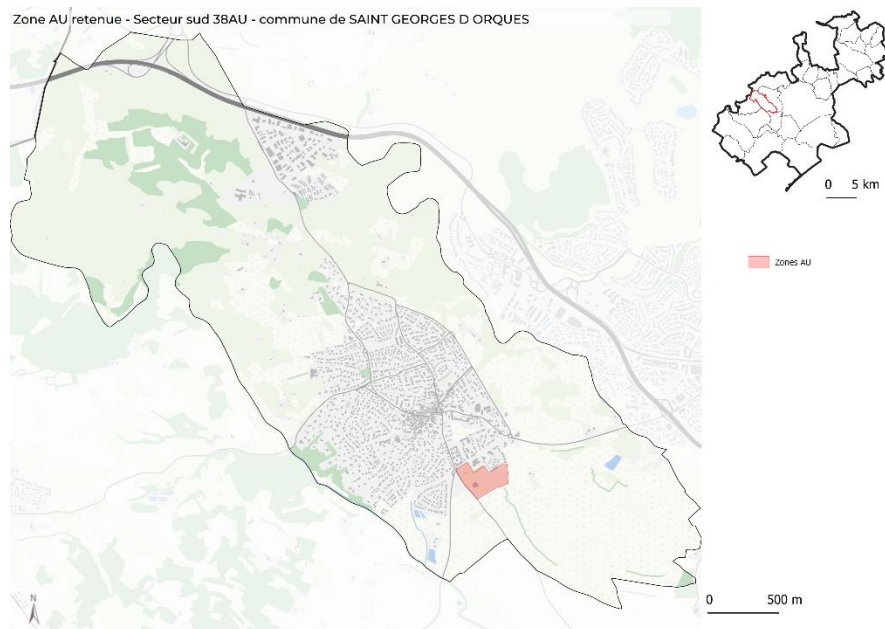 Zone AU retenue - Secteur sud 38AU - commune de SAINT GEORGES D ORQUES
0 5 km
Zones AU
N
0 500 m